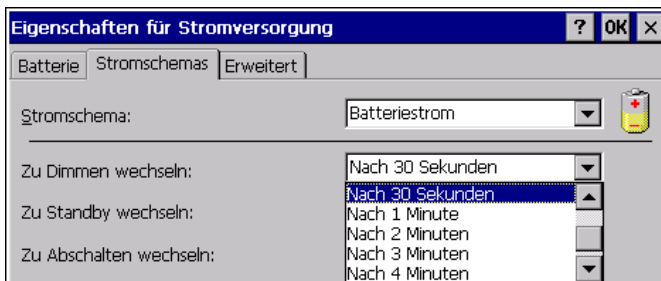 Eigenschaften für Stromversorgung ? OK ×
Batterie Stromschemas Erweitert
Stromschema: Batteriestrom
Zu Dimmen wechseln: Nach 30 Sekunden
Nach 30 Sekunden
Zu Standby wechseln: Nach 1 Minute
Nach 2 Minuten
Zu Abschalten wechseln: Nach 3 Minuten
Nach 4 Minuten